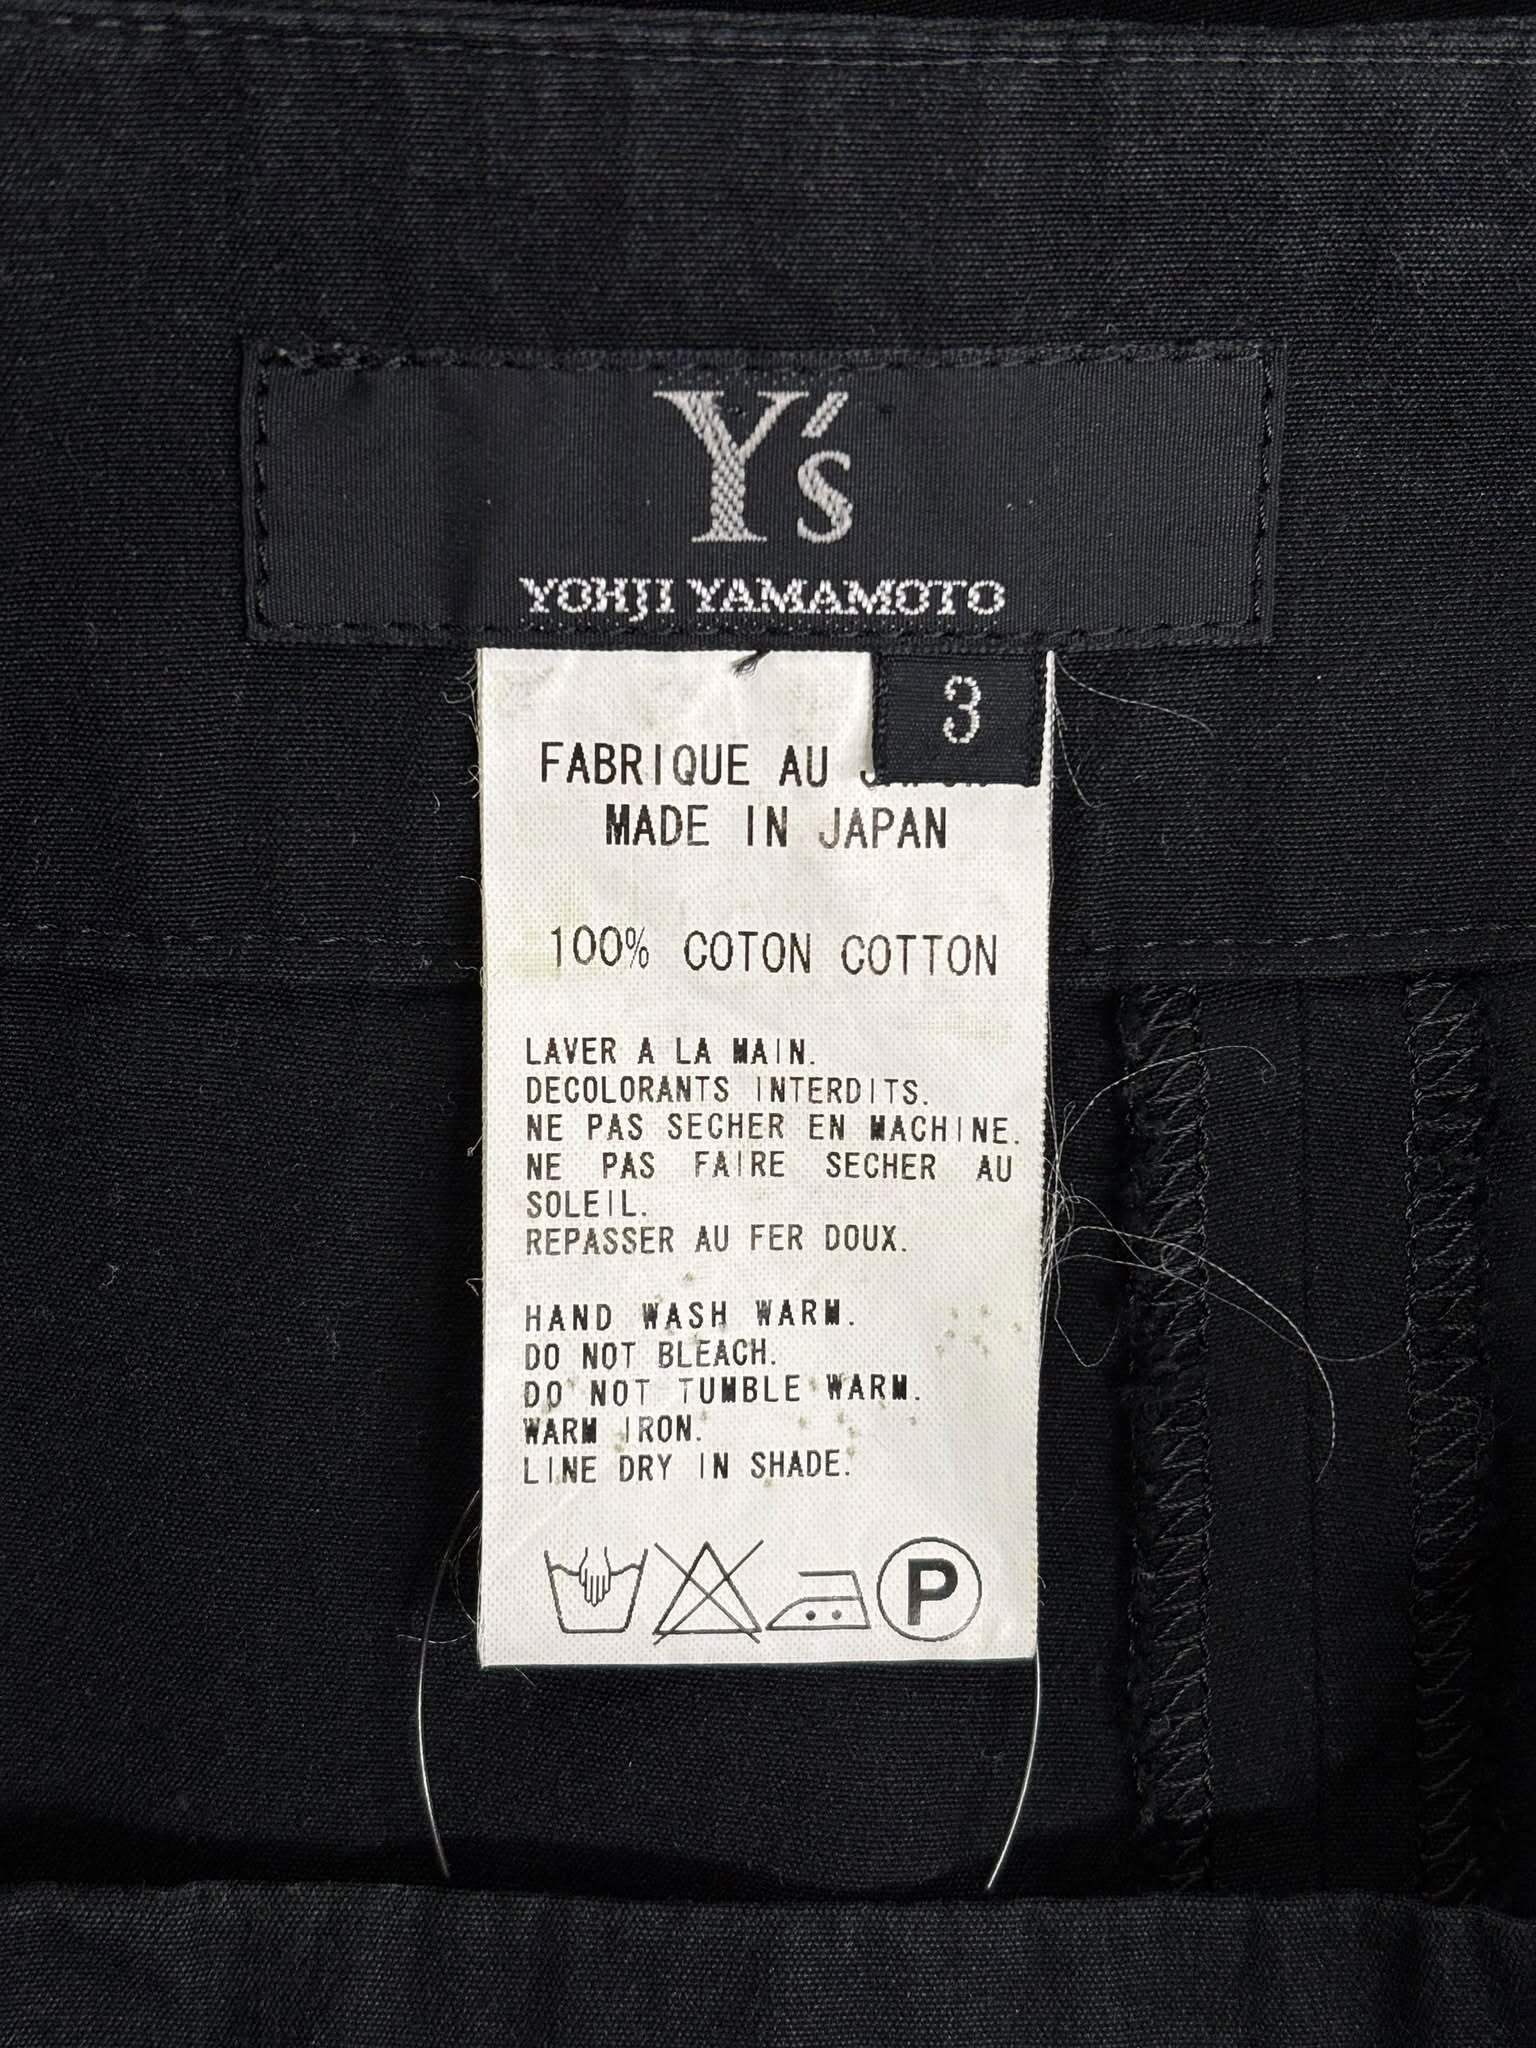 Y's
YOHJI YAMAMOTO
3
FABRIQUE AU
MADE IN JAPAN
100% COTON COTTON
LAVER A LA MAIN.
DECOLORANTS INTERDITS.
NE PAS SECHER EN MACHINE.
NE PAS FAIRE SECHER AU
SOLEIL.
REPASSER AU FER DOUX.
HAND WASH WARM.
DO NOT BLEACH.
DO NOT TUMBLE WARM.
WARM IRON.
LINE DRY IN SHADE.
P